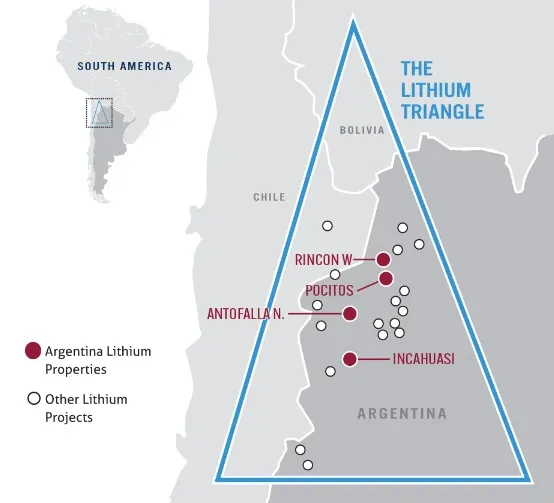 SOUTH AMERICA
THE
LITHIUM
TRIANGLE
BOLIVIA
CHILE
RINCON W
POCITOS
ANTOFALLA N.
INCAHUASI
ARGENTINA
Argentina Lithium
Properties
Other Lithium
Projects